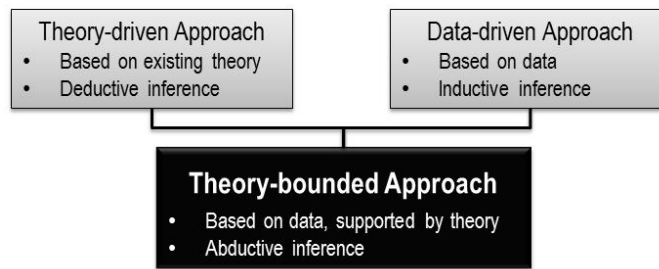 Theory-driven Approach
• Based on existing theory
• Deductive inference
Data-driven Approach
• Based on data
• Inductive inference
Theory-bounded Approach
• Based on data, supported by theory
• Abductive inference